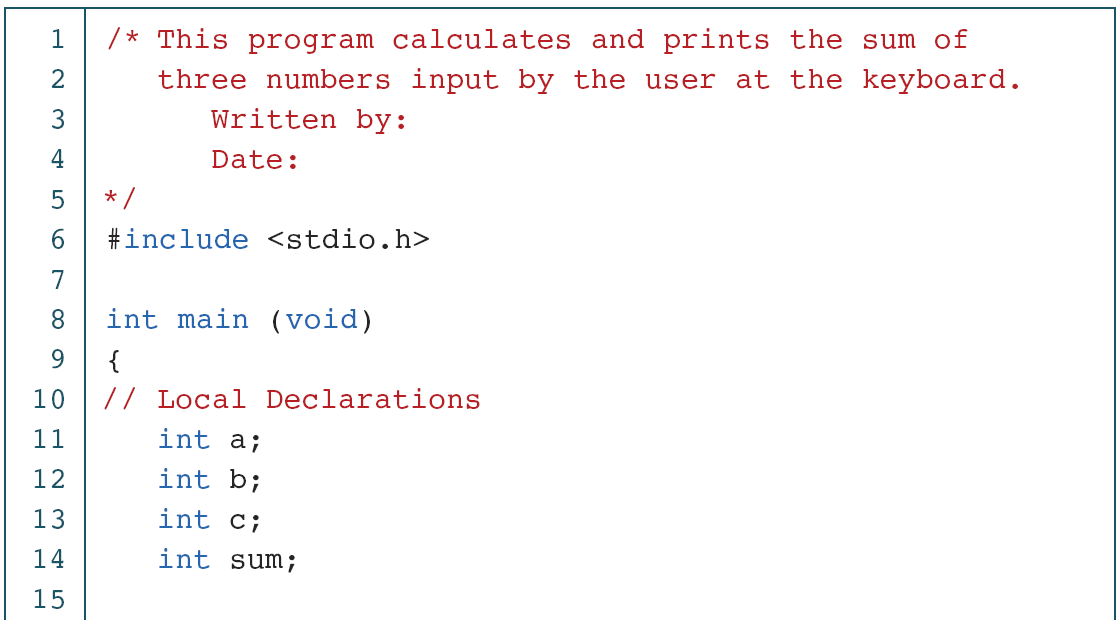 1 /* This program calculates and prints the sum of
2 three numbers input by the user at the keyboard.
3 Written by:
4 Date:
5 */
6 #include <stdio.h>
7
8 int main (void)
9 {
10 // Local Declarations
11 int a;
12 int b;
13 int c;
14 int sum;
15